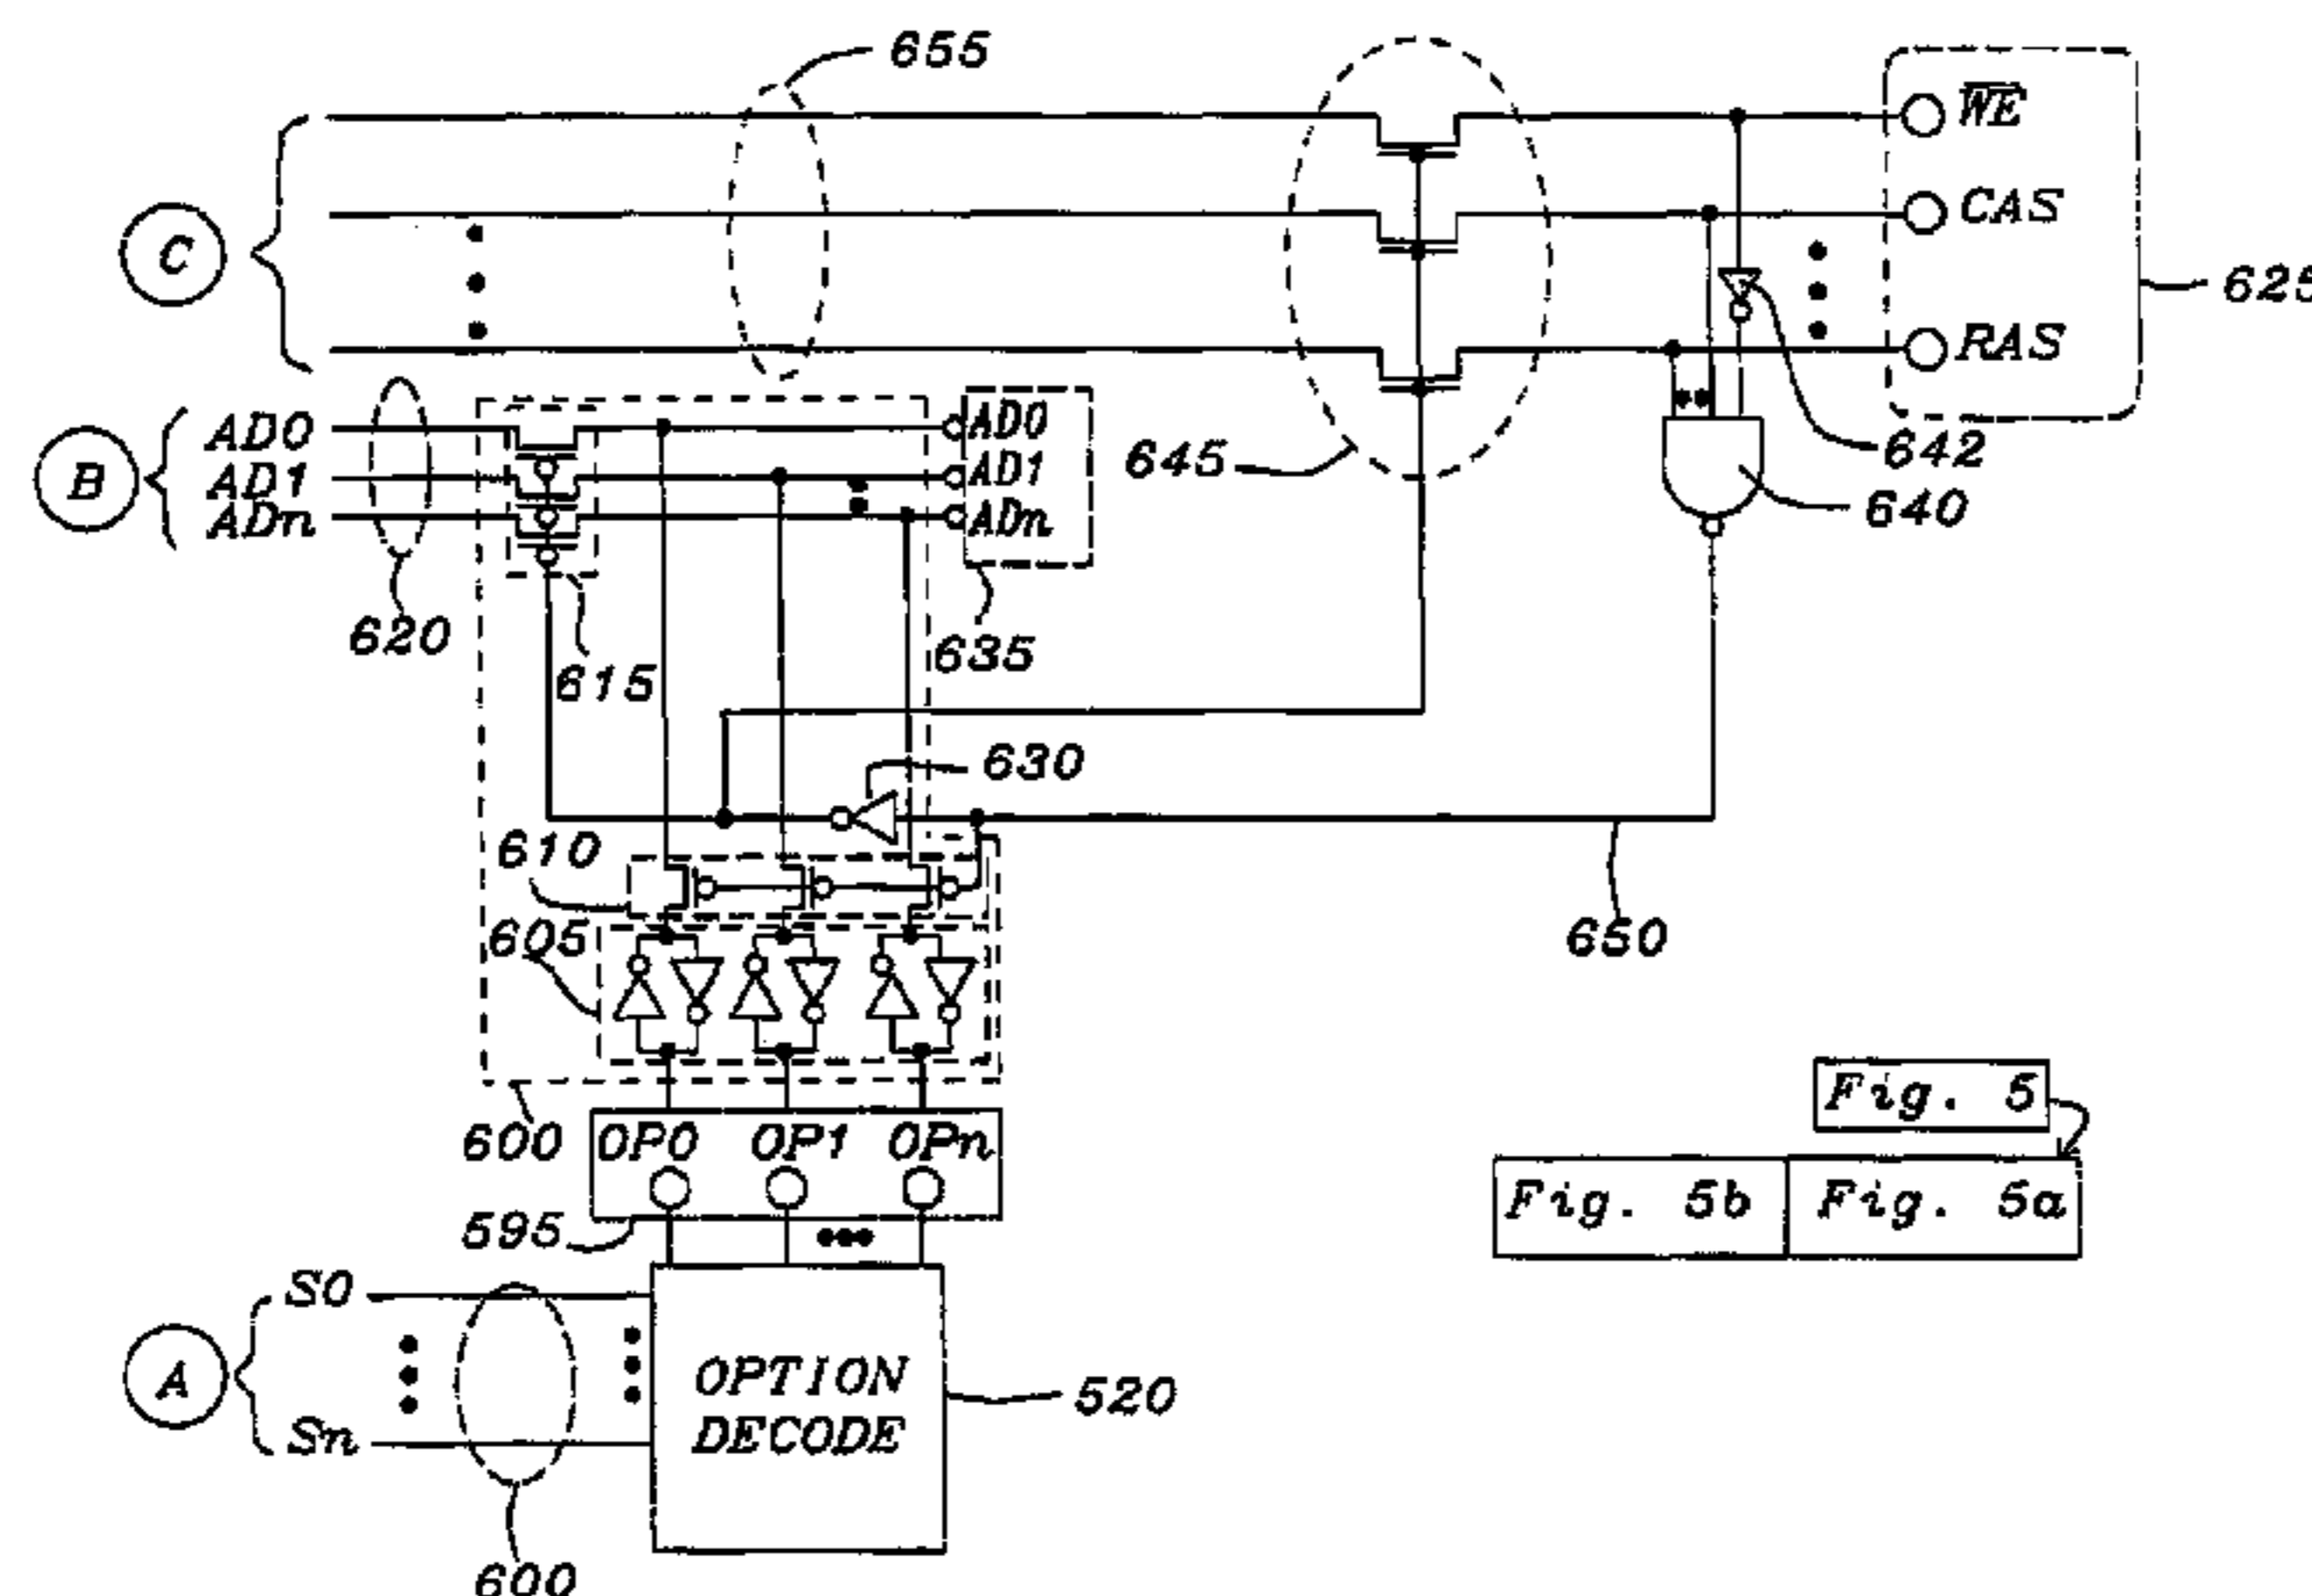 655
WE
CAS
C
625
RAS
AD0
AD0
642
B
AD1
AD1
645
ADn
ADn
640
620
635
615
630
610
605
650
Fig. 5
600
OP0 OP1 OPn
Fig. 5b
Fig. 5a
595
S0
A
OPTION
DECODE
520
Sn
600